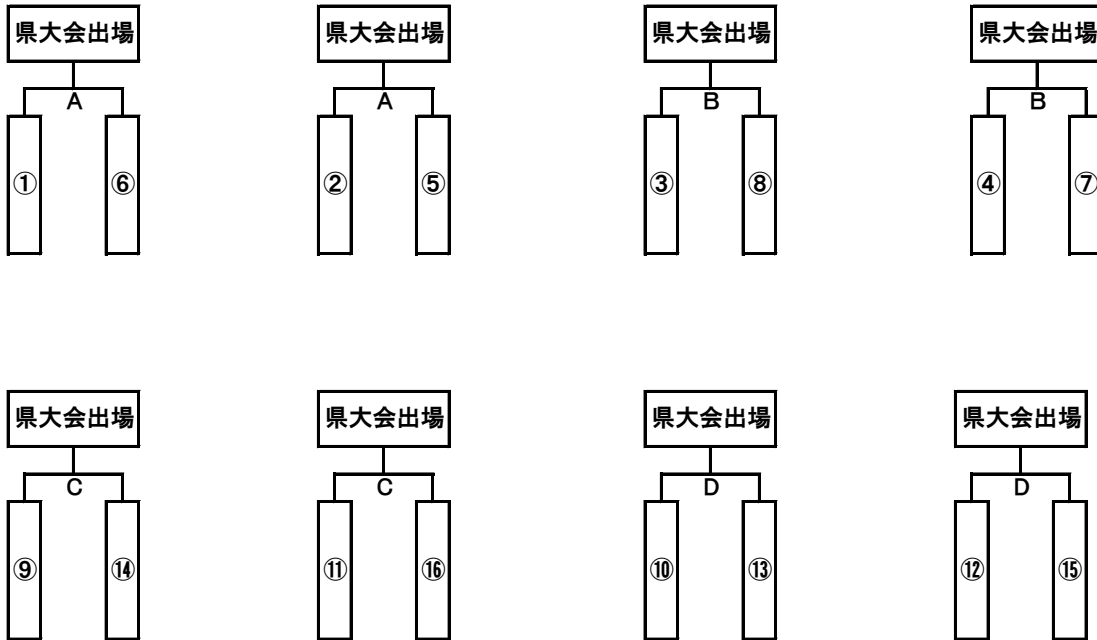 県大会出場 県大会出場 県大会出場 県大会出場
A A B B
① ⑥ ② ⑤ ③ ⑧ ④ ⑦
県大会出場 県大会出場 県大会出場 県大会出場
C C D D
⑨ ⑭ ⑪ ⑯ ⑩ ⑬ ⑫ ⑮